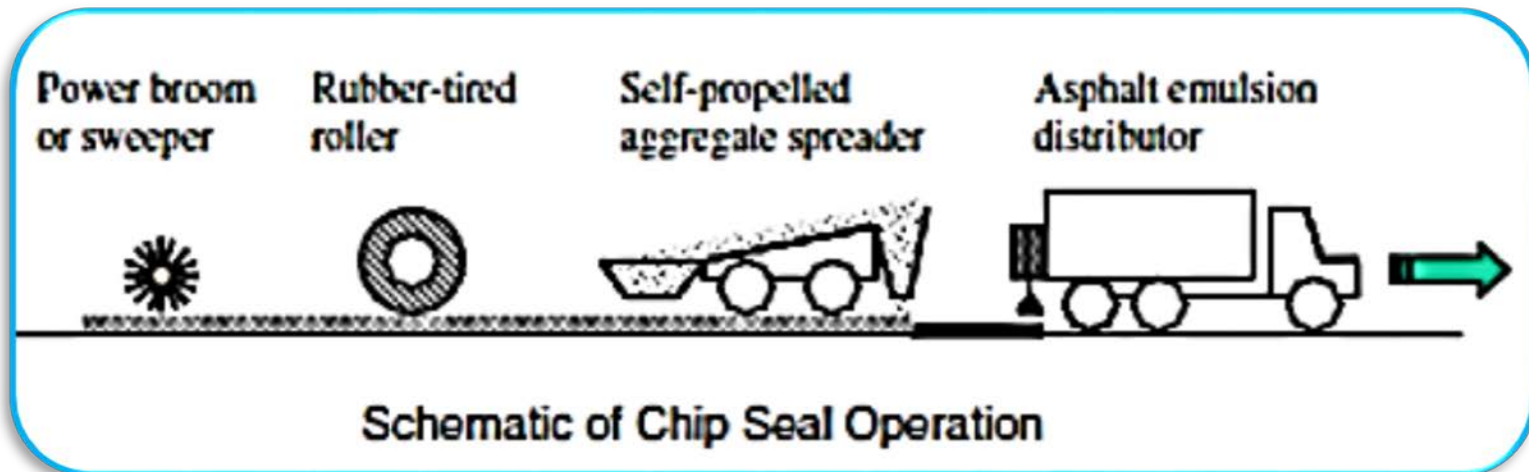 Power broom
or sweeper
Rubber-tired
roller
Self-propelled
aggregate spreader
Asphalt emulsion
distributor
Schematic of Chip Seal Operation